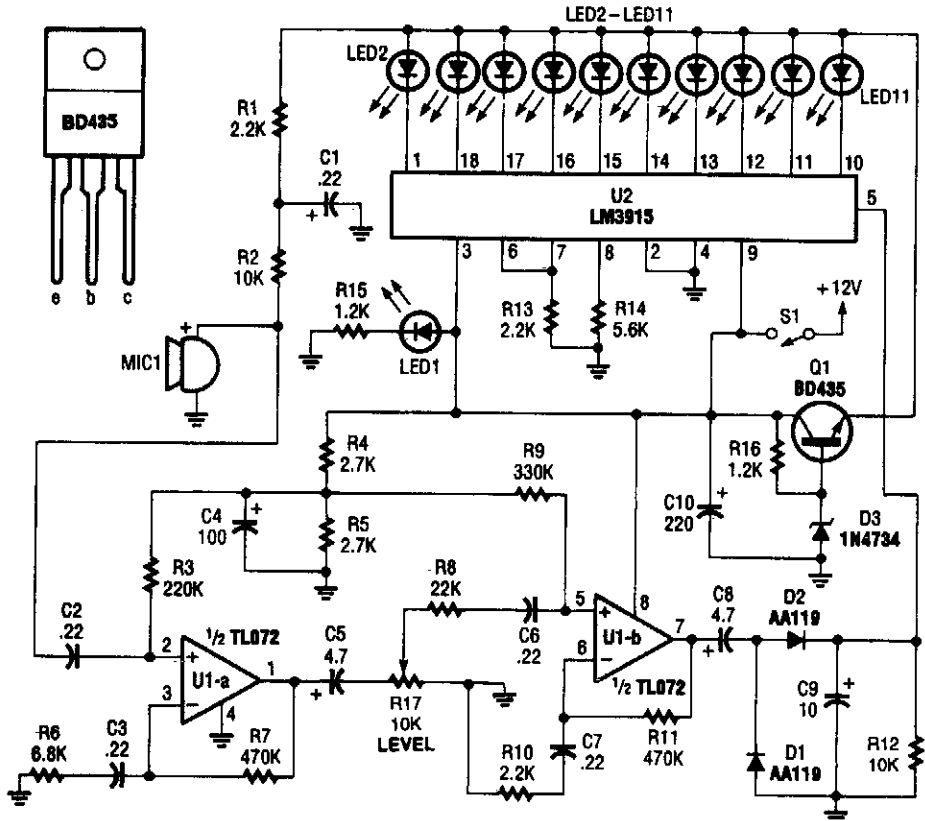 LED2–LED11
LED2
LED11
BD435
e b c
R1
2.2K
C1
.22
+
R2
10K
1 18 17 16 15 14 13 12 11 10
U2
LM3915
5
3 6 7 8 2 4 9
R15
1.2K
LED1
R13
2.2K
R14
5.6K
+12V
S1
+
MIC1
Q1
BD435
R4
2.7K
R9
330K
R16
1.2K
C10
220
+
D3
1N4734
C4
100
+
R5
2.7K
R3
220K
R8
22K
C2
.22
1/2 TL072
2
+
U1-a
3
−
1
4
C5
4.7
+
R17
10K
LEVEL
C6
.22
5
+
U1-b
6
−
8
7
1/2 TL072
C8
4.7
+
D2
AA119
C9
10
+
R6
6.8K
C3
.22
R7
470K
R10
2.2K
C7
.22
R11
470K
D1
AA119
R12
10K